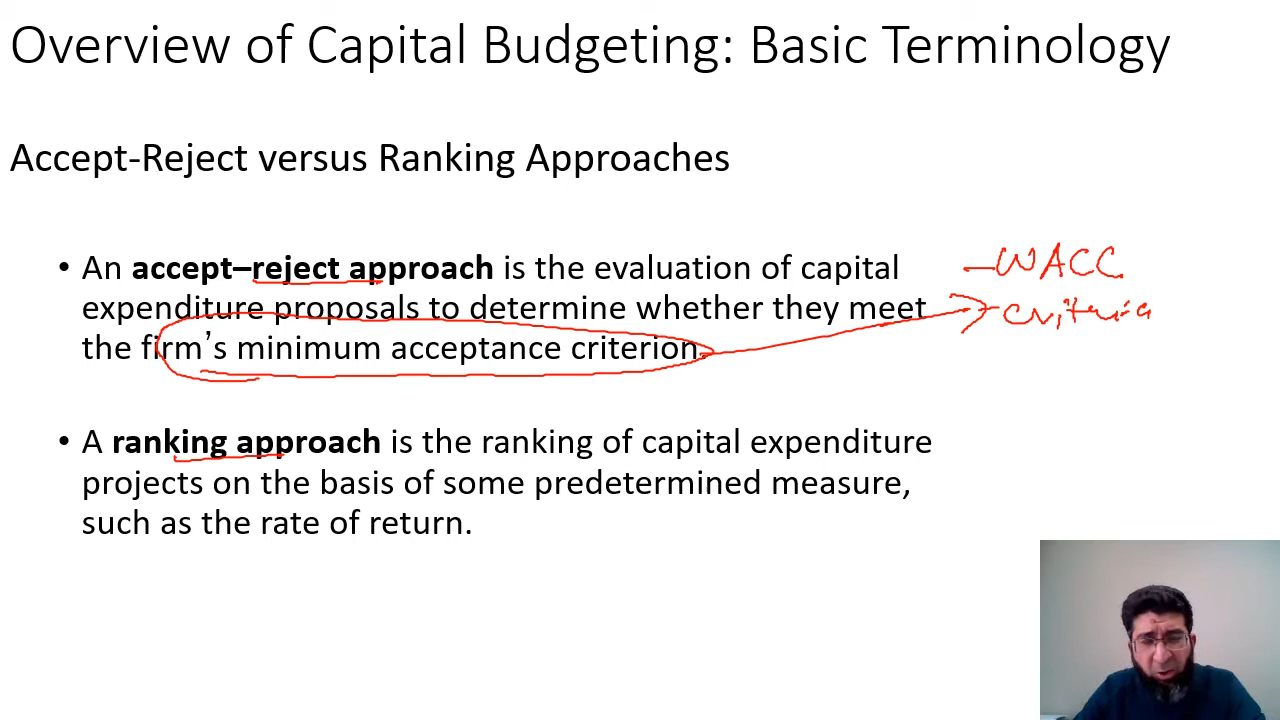 Overview of Capital Budgeting: Basic Terminology
Accept-Reject versus Ranking Approaches
• An accept–reject approach is the evaluation of capital
expenditure proposals to determine whether they meet
the firm’s minimum acceptance criterion.
– WACC
– criteria
• A ranking approach is the ranking of capital expenditure
projects on the basis of some predetermined measure,
such as the rate of return.